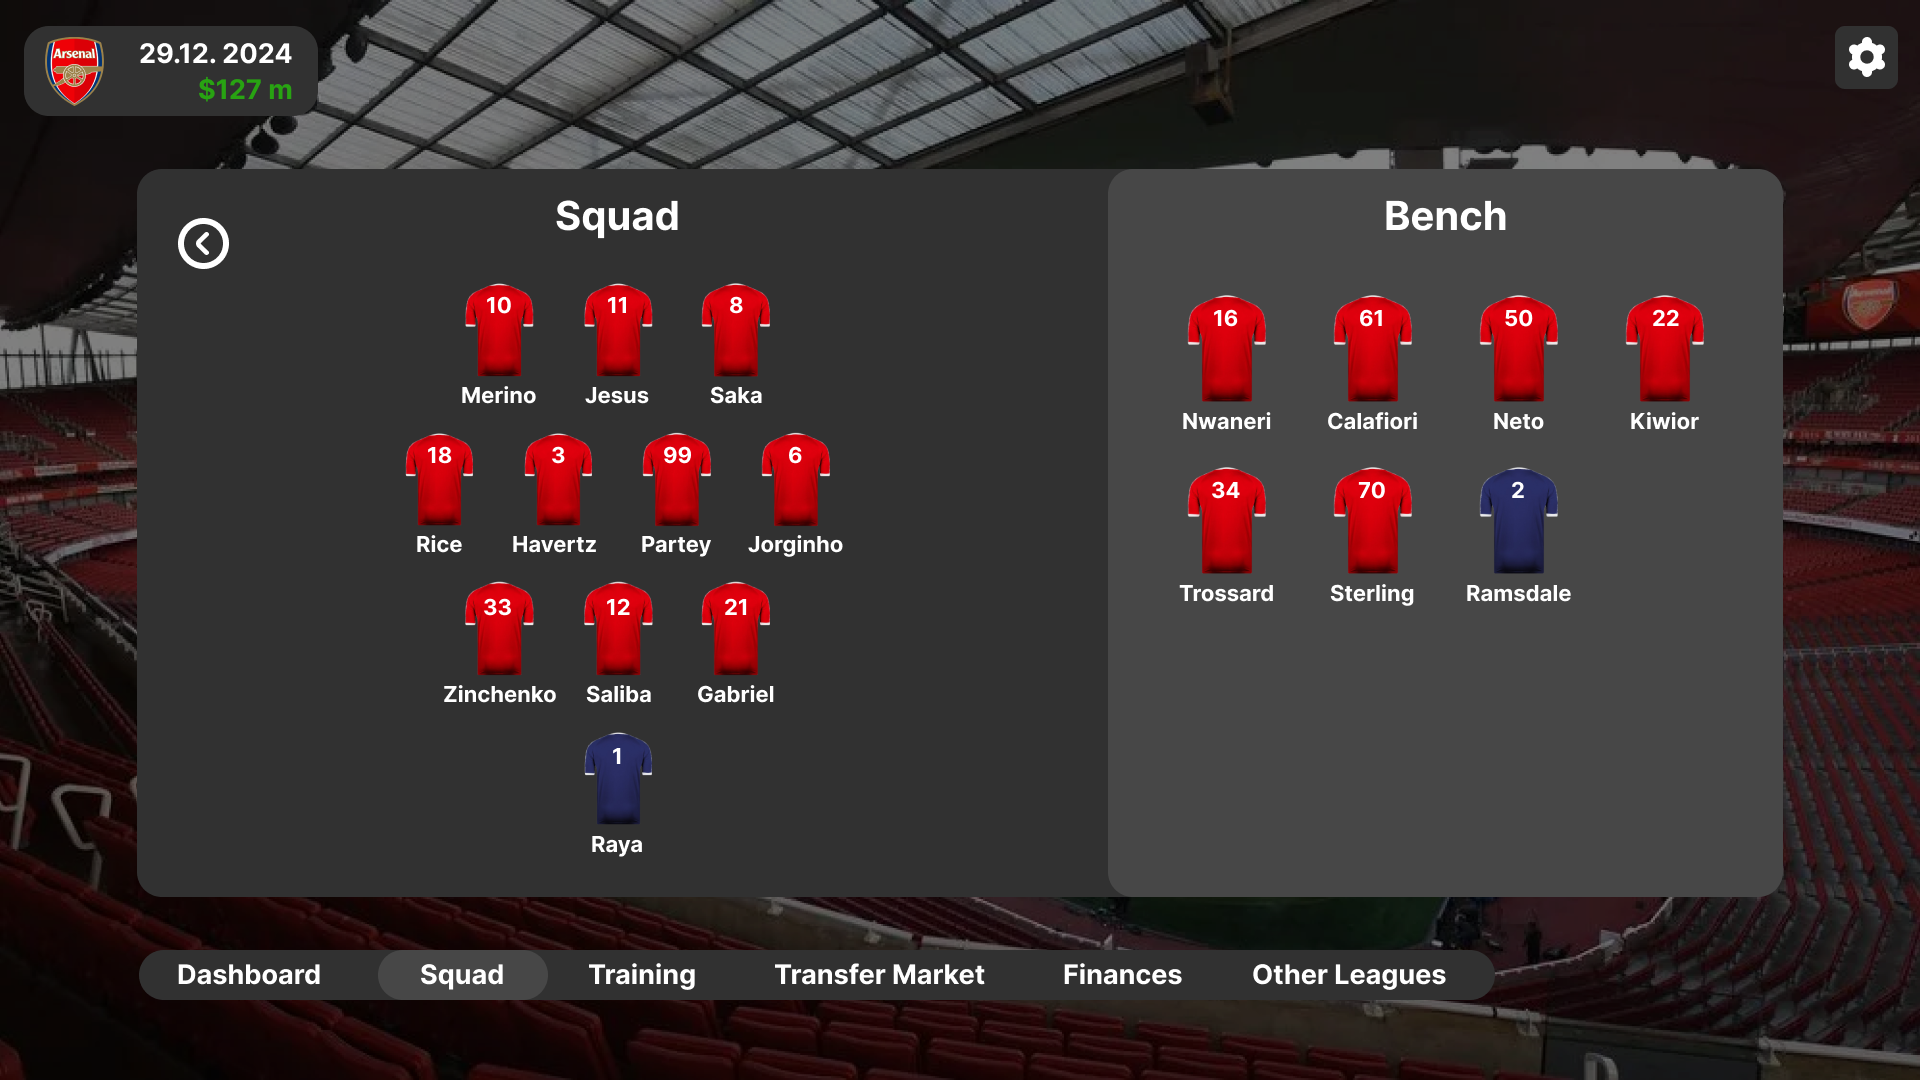 Arsenal
29.12. 2024
$127 m
Squad
10 11 8
Merino Jesus Saka
18 3 99 6
Rice Havertz Partey Jorginho
33 12 21
Zinchenko Saliba Gabriel
1
Raya
Bench
16 61 50 22
Nwaneri Calafiori Neto Kiwior
34 70 2
Trossard Sterling Ramsdale
Arsenal
Dashboard Squad Training Transfer Market Finances Other Leagues